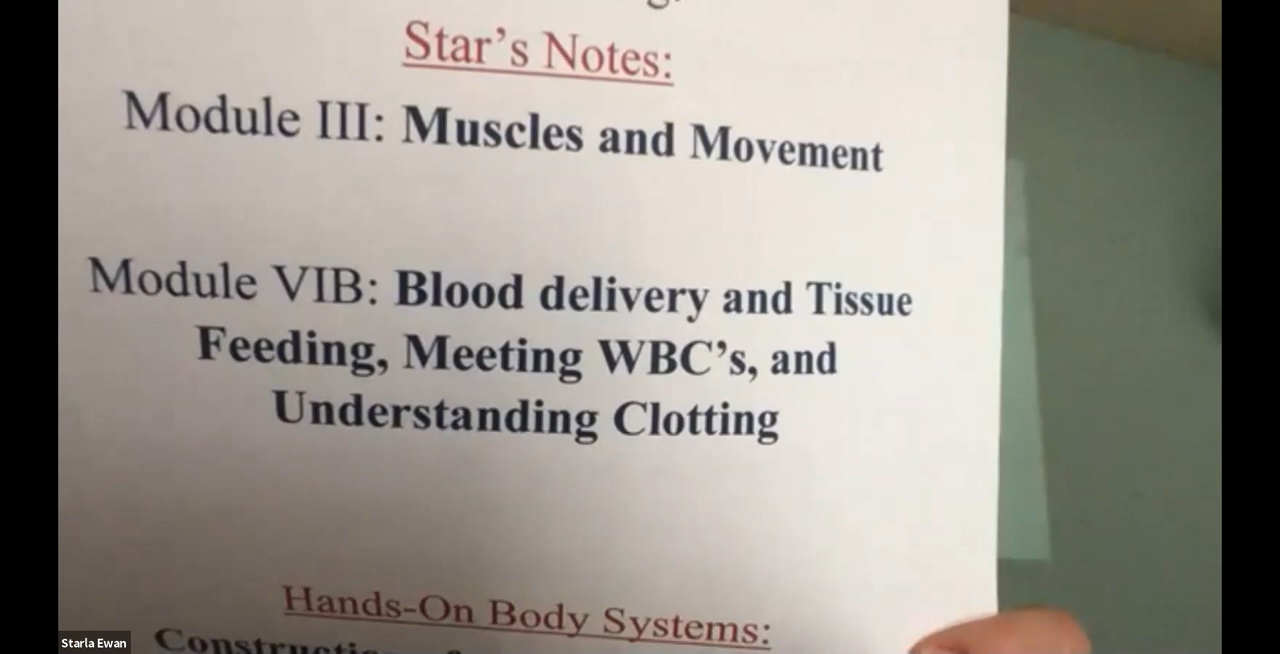 Star's Notes:
Module III: Muscles and Movement
Module VIB: Blood delivery and Tissue
Feeding, Meeting WBC's, and
Understanding Clotting
Hands-On Body Systems:
Starla Ewan